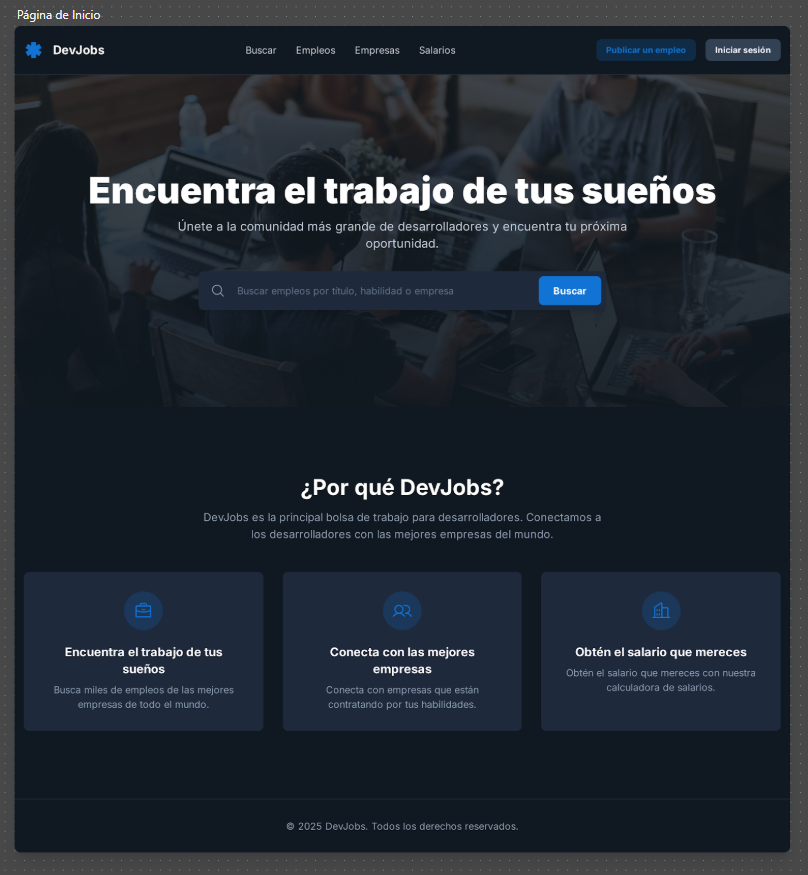 Página de Inicio
DevJobs
Buscar Empleos Empresas Salarios
Publicar un empleo
Iniciar sesión
Encuentra el trabajo de tus sueños
Únete a la comunidad más grande de desarrolladores y encuentra tu próxima
oportunidad.
Buscar empleos por título, habilidad o empresa
Buscar
¿Por qué DevJobs?
DevJobs es la principal bolsa de trabajo para desarrolladores. Conectamos a
los desarrolladores con las mejores empresas del mundo.
Encuentra el trabajo de tus
sueños
Busca miles de empleos de las mejores
empresas de todo el mundo.
Conecta con las mejores
empresas
Conecta con empresas que están
contratando por tus habilidades.
Obtén el salario que mereces
Obtén el salario que mereces con nuestra
calculadora de salarios.
© 2025 DevJobs. Todos los derechos reservados.